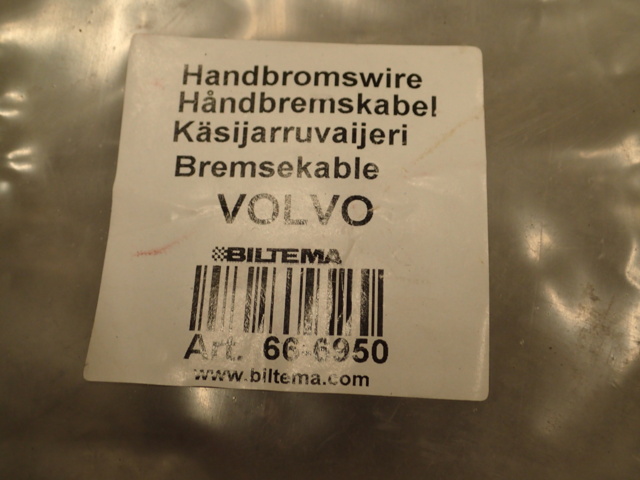 Handbromswire
Håndbremskabel
Käsijarruvaijeri
Bremsekable
VOLVO
BILTEMA
Art. 66-6950
www.biltema.com